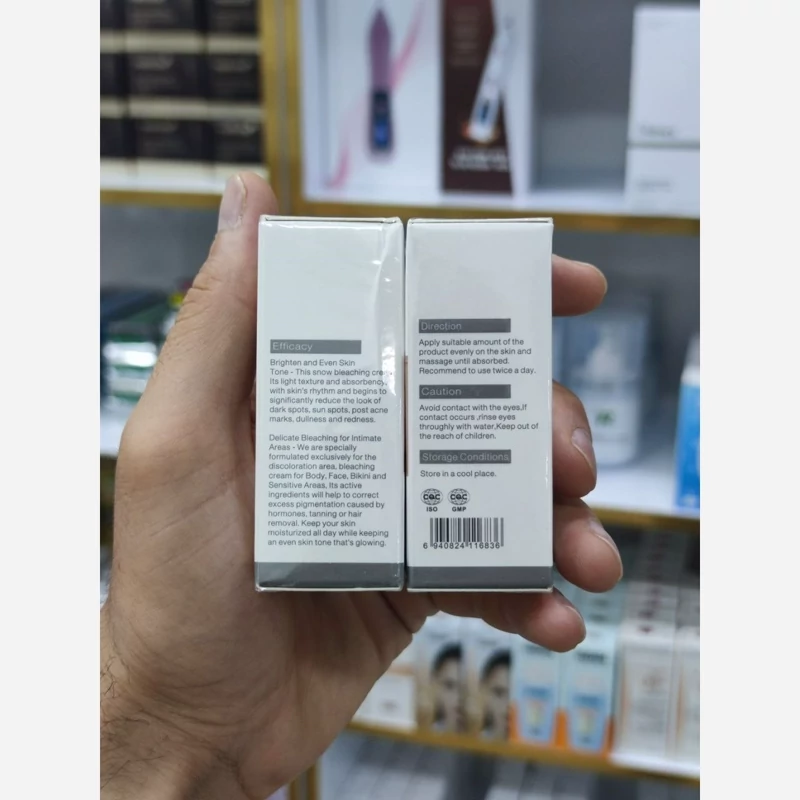 Efficacy
Brighten and Even Skin
Tone - This snow bleaching
Its light texture and absorbency,
with skin's rhythm and begins to
significantly reduce the look of
dark spots, sun spots, post acne
marks, dullness and redness.
Delicate Bleaching for Intimate
Areas - We are specially
formulated exclusively for the
discoloration area, bleaching
cream for Body, Face, Bikini and
Sensitive Areas, Its active
ingredients will help to correct
excess pigmentation caused by
hormones, tanning or hair
removal. Keep your skin
moisturized all day while keeping
an even skin tone that's glowing.
Direction
Apply suitable amount of the
product evenly on the skin and
massage until absorbed.
Recommend to use twice a day.
Caution
Avoid contact with the eyes,If
contact occurs ,rinse eyes
throughly with water,Keep out of
the reach of children.
Storage Conditions
Store in a cool place.
CQC CQC
ISO GMP
6 940824 116836